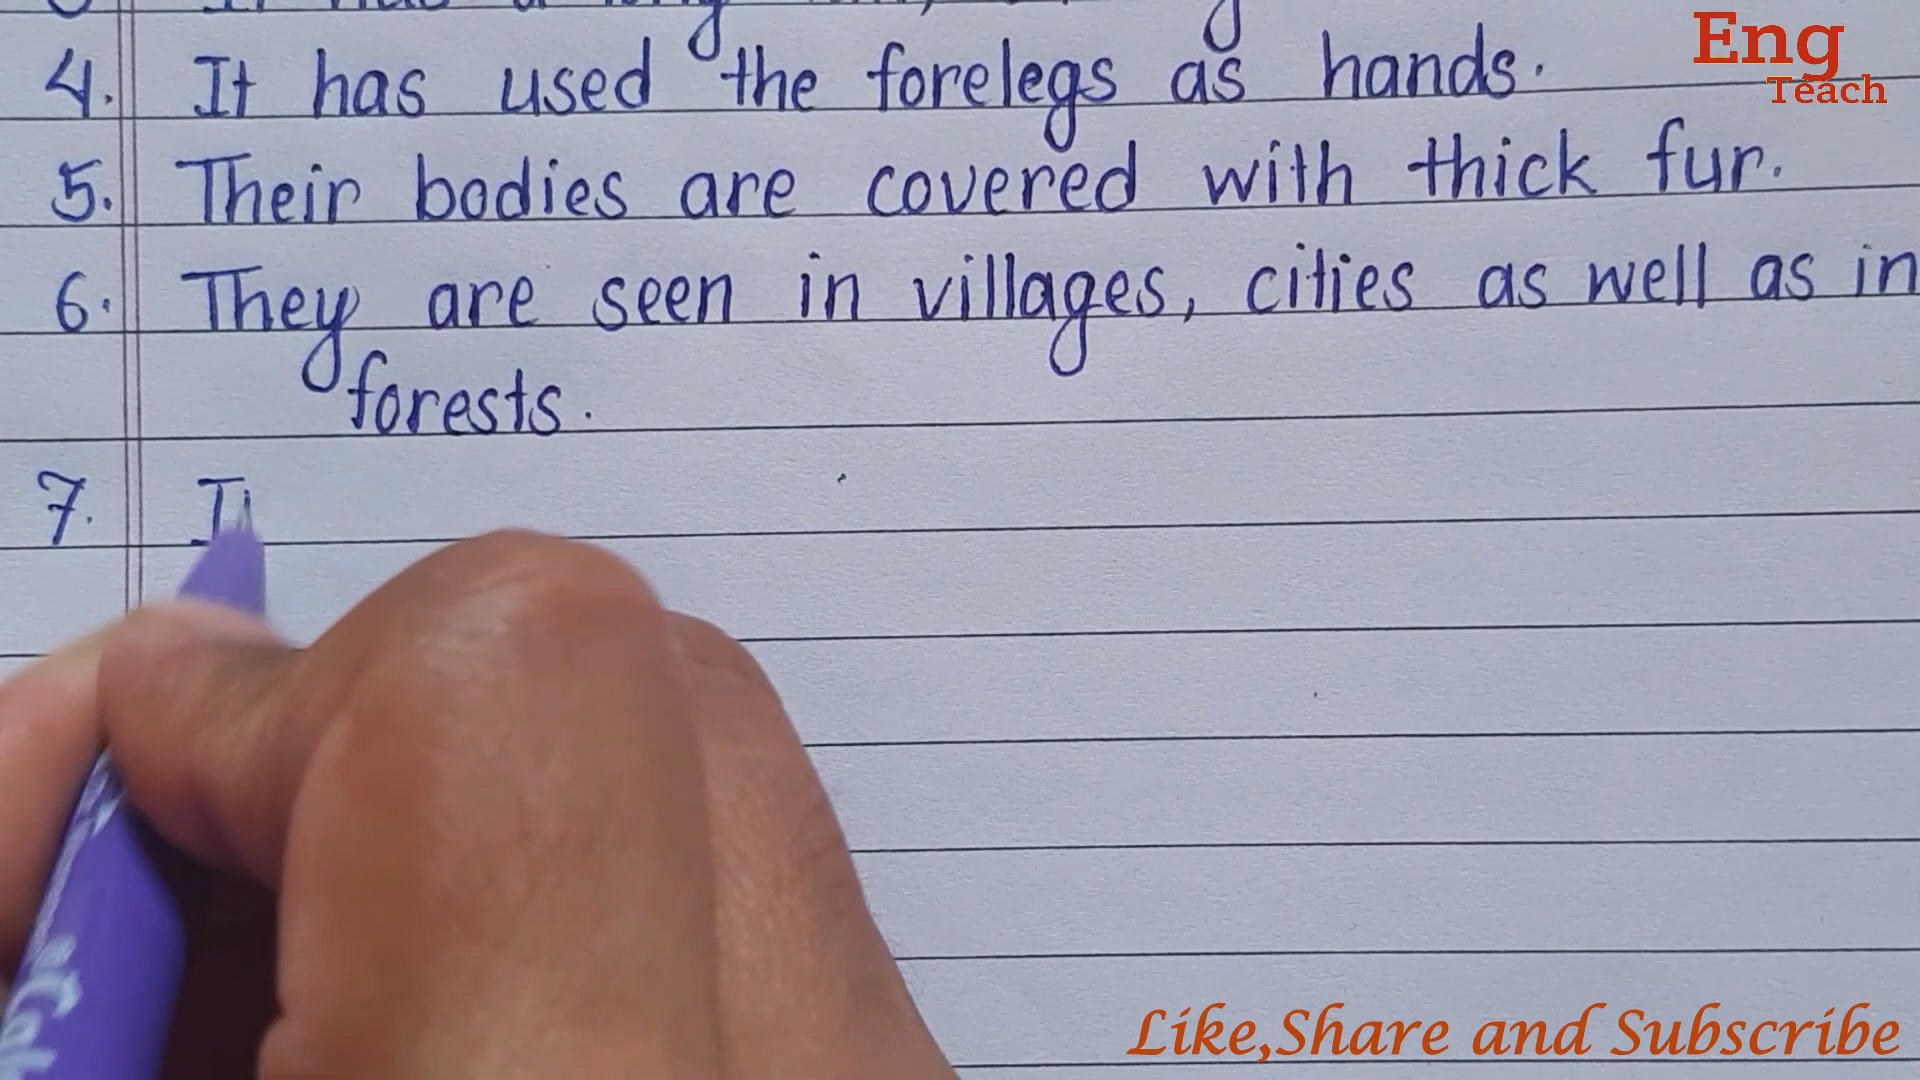 Eng
Teach
4. It has used the forelegs as hands.
5. Their bodies are covered with thick fur.
6. They are seen in villages, cities as well as in
forests.
7.
Like,Share and Subscribe